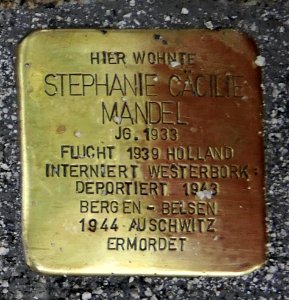 HIER WOHNTE
STEPHANIE CÄCILIE
MANDEL
JG. 1933
FLUCHT 1939 HOLLAND
INTERNIERT WESTERBORK
DEPORTIERT 1943
BERGEN - BELSEN
1944 AUSCHWITZ
ERMORDET